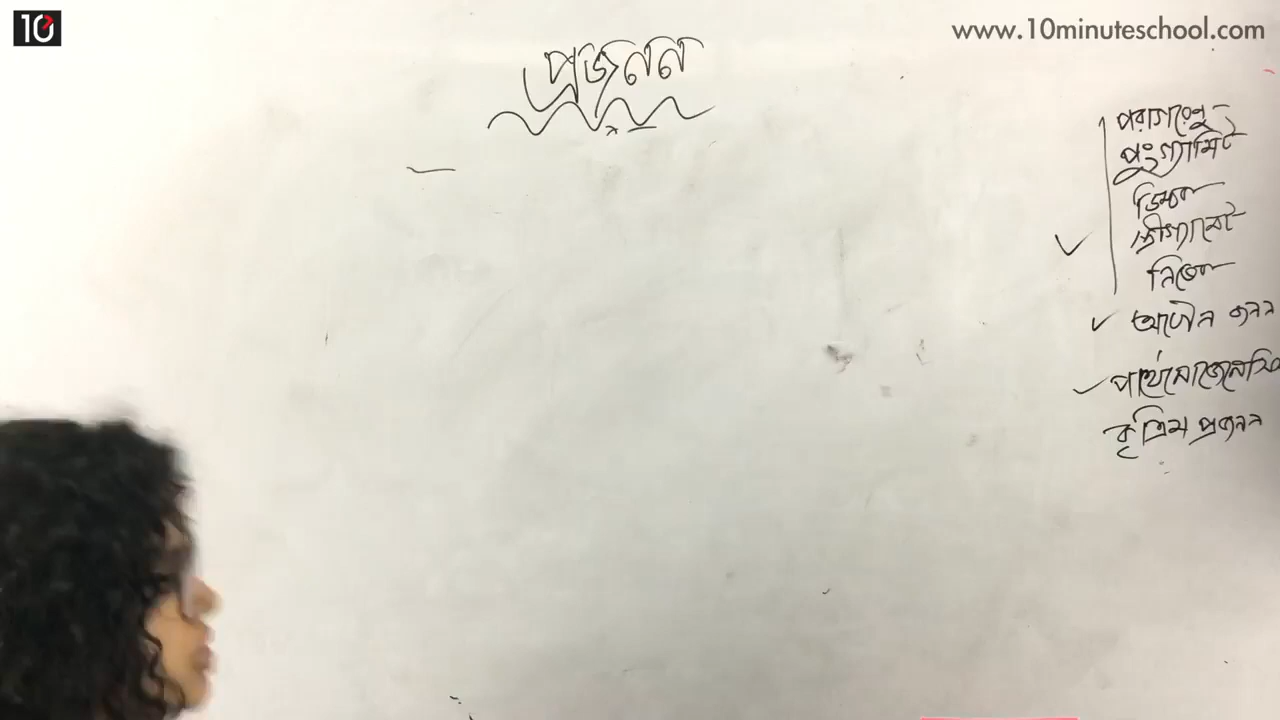 10
www.10minuteschool.com
প্রজনন
পরাগরেণু
পুংগ্যামিট
ডিম্বক
স্ত্রীগ্যামেট
নিষেক
অযৌন জনন
পার্থেনোজেনেসিস
কৃত্রিম প্রজনন